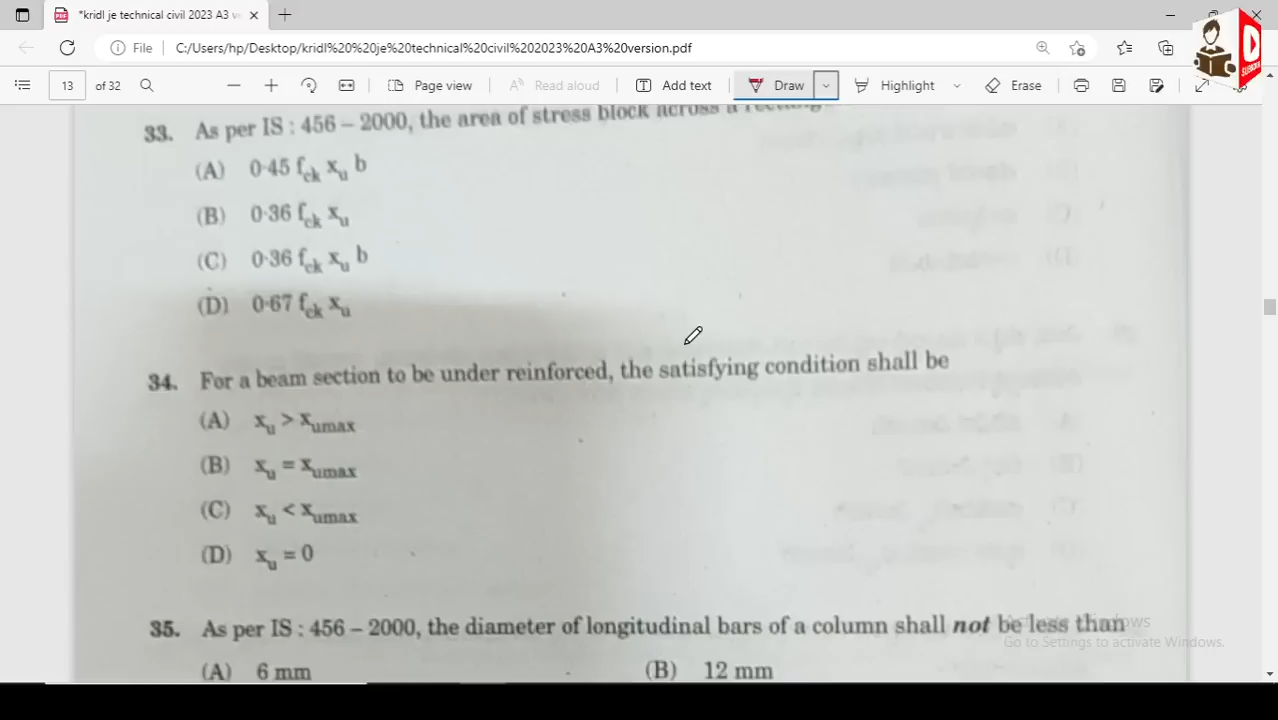 *kridl je technical civil 2023 A3 v
File C:/Users/hp/Desktop/kridl%20%20je%20technical%20civil%202023%20A3%20version.pdf
13 of 32 Page view Read aloud Add text Draw Highlight Erase
33. As per IS : 456 – 2000, the area of stress block across a
(A) 0·45 fck xu b
(B) 0·36 fck xu
(C) 0·36 fck xu b
(D) 0·67 fck xu
34. For a beam section to be under reinforced, the satisfying condition shall be
(A) xu > xumax
(B) xu = xumax
(C) xu < xumax
(D) xu = 0
35. As per IS : 456 – 2000, the diameter of longitudinal bars of a column shall not be less than
Go to Settings to activate Windows.
(A) 6 mm (B) 12 mm